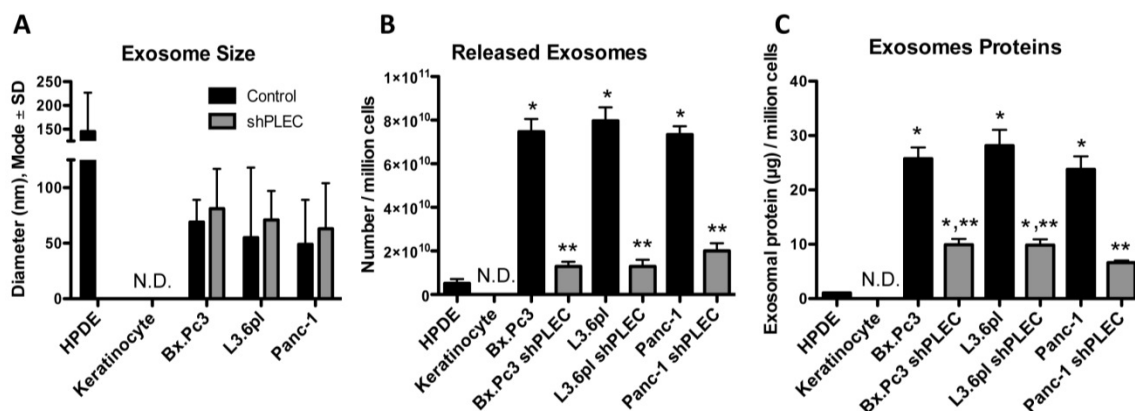 A
Exosome Size
Diameter (nm), Mode ± SD
250
200
150
100
50
0
Control
shPLEC
N.D.
HPDE
Keratinocyte
Bx.Pc3
L3.6pl
Panc-1
B
Released Exosomes
Number / million cells
1×10¹¹
8×10¹⁰
6×10¹⁰
4×10¹⁰
2×10¹⁰
0
N.D.
*
**
*
**
*
**
HPDE
Keratinocyte
Bx.Pc3
Bx.Pc3 shPLEC
L3.6pl
L3.6pl shPLEC
Panc-1
Panc-1 shPLEC
C
Exosomes Proteins
Exosomal protein (µg) / million cells
40
30
20
10
0
N.D.
*
*,**
*
*,**
*
**
HPDE
Keratinocyte
Bx.Pc3
Bx.Pc3 shPLEC
L3.6pl
L3.6pl shPLEC
Panc-1
Panc-1 shPLEC